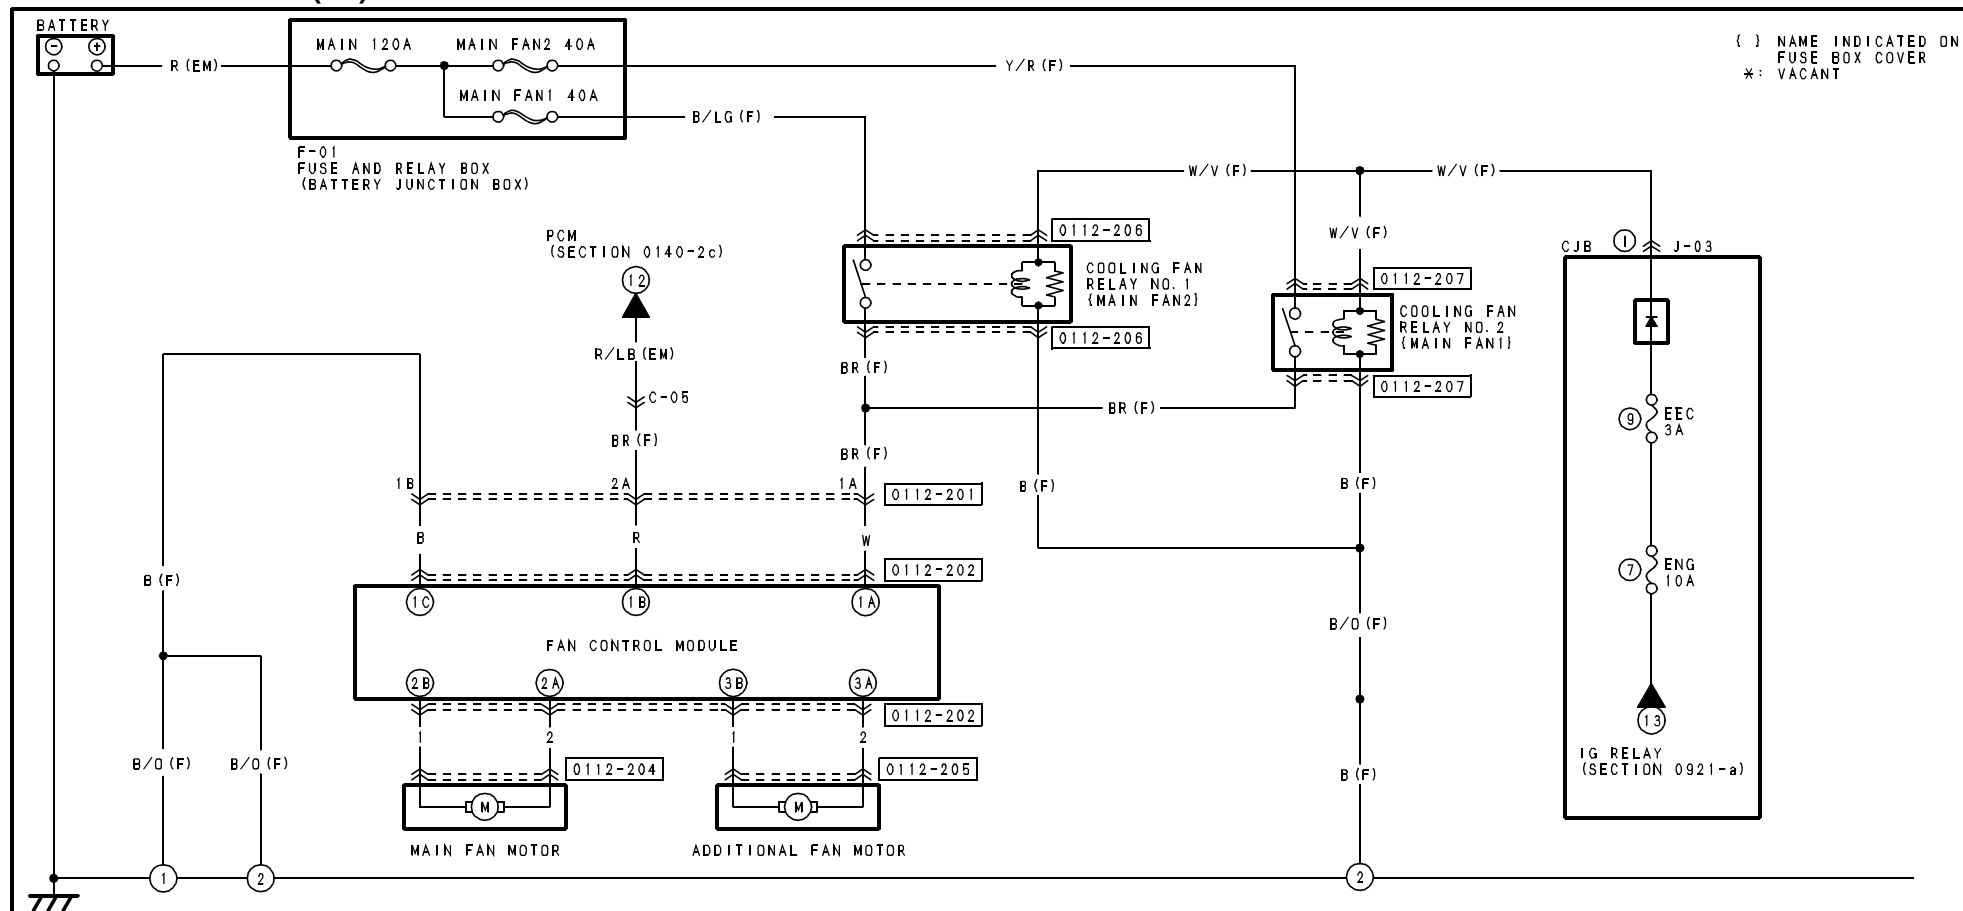 BATTERY
MAIN 120A
MAIN FAN2 40A
R(EM)
Y/R(F)
MAIN FAN1 40A
B/LG(F)
{ } NAME INDICATED ON
FUSE BOX COVER
*: VACANT
F-01
FUSE AND RELAY BOX
(BATTERY JUNCTION BOX)
W/V(F)
W/V(F)
W/V(F)
PCM
(SECTION 0140-2c)
12
0112-206
COOLING FAN
RELAY NO.1
{MAIN FAN2}
0112-206
0112-207
COOLING FAN
RELAY NO.2
{MAIN FAN1}
0112-207
CJB
I
J-03
R/LB(EM)
C-05
BR(F)
BR(F)
BR(F)
BR(F)
9
EEC
3A
1B
2A
1A
0112-201
B(F)
B(F)
B
R
W
0112-202
7
ENG
10A
B(F)
1C
1B
1A
FAN CONTROL MODULE
B/O(F)
2B
2A
3B
3A
0112-202
1
2
1
2
13
IG RELAY
(SECTION 0921-a)
B/O(F)
B/O(F)
0112-204
0112-205
B(F)
M
M
MAIN FAN MOTOR
ADDITIONAL FAN MOTOR
1
2
2